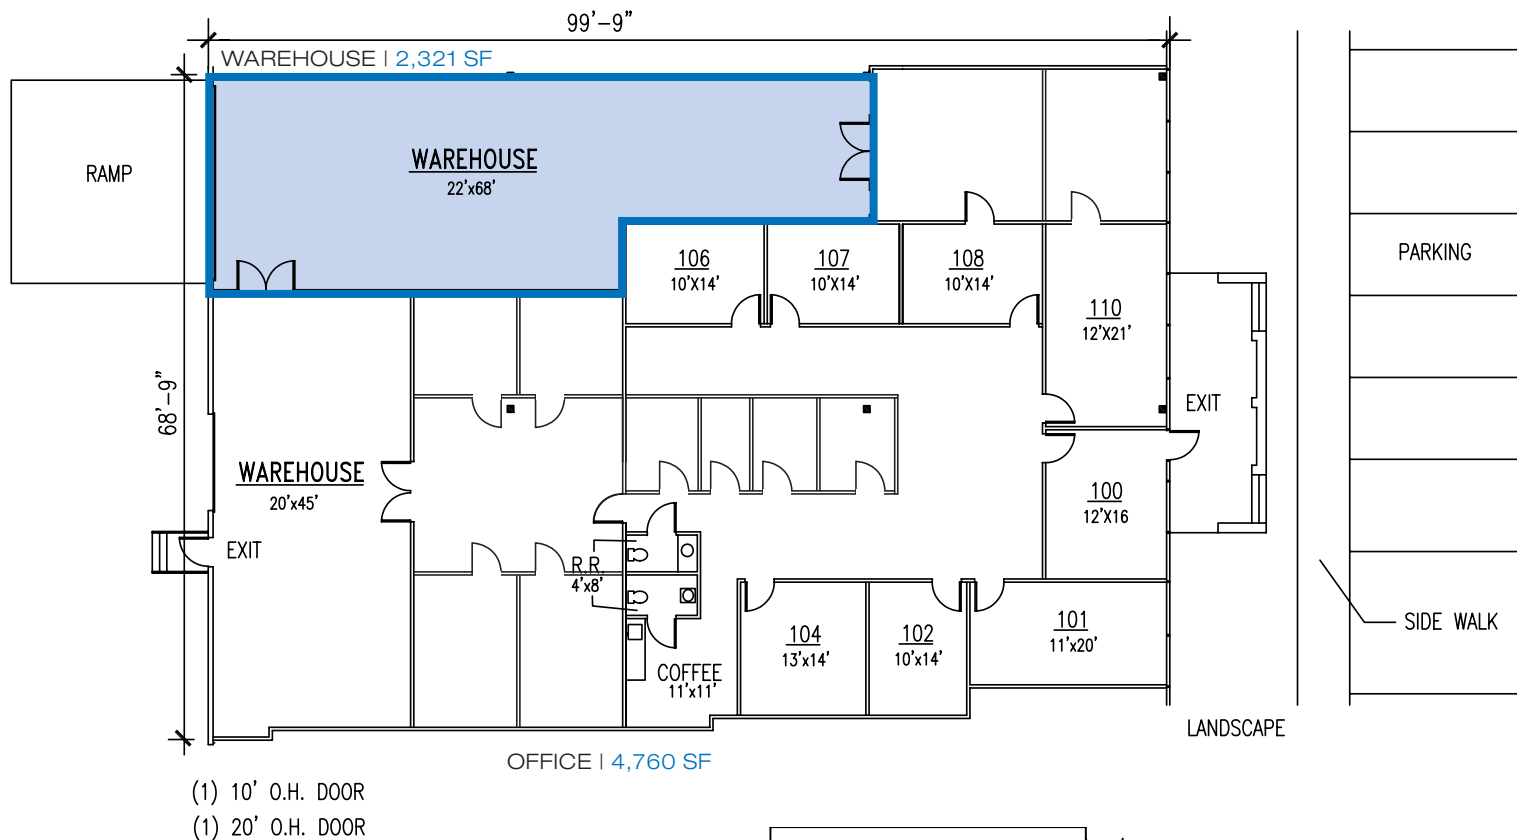 99'-9"
WAREHOUSE | 2,321 SF
RAMP
WAREHOUSE
22'x68'
106
10'X14'
107
10'X14'
108
10'X14'
PARKING
110
12'X21'
68'-9"
EXIT
WAREHOUSE
20'x45'
100
12'X16
EXIT
R.R.
4'x8'
104
13'x14'
102
10'x14'
101
11'x20'
SIDE WALK
COFFEE
11'x11'
LANDSCAPE
OFFICE | 4,760 SF
(1) 10' O.H. DOOR
(1) 20' O.H. DOOR